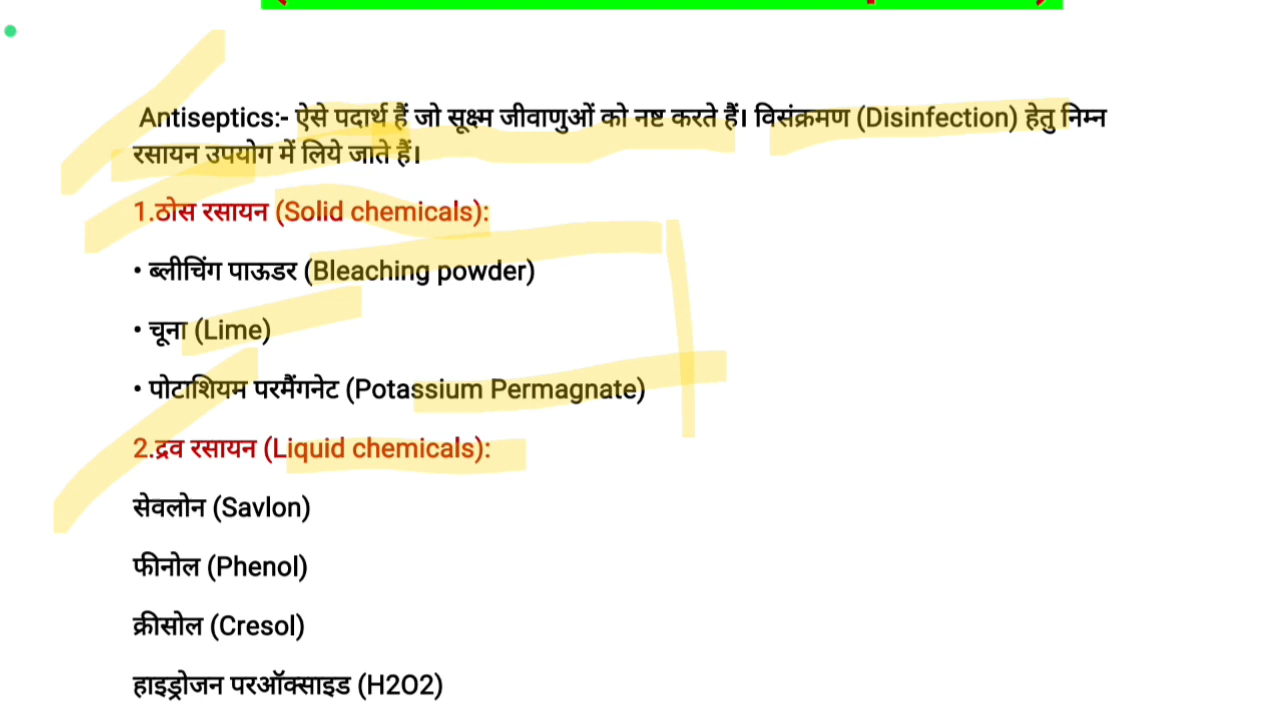 Antiseptics:- ऐसे पदार्थ हैं जो सूक्ष्म जीवाणुओं को नष्ट करते हैं। विसंक्रमण (Disinfection) हेतु निम्न
रसायन उपयोग में लिये जाते हैं।
1.ठोस रसायन (Solid chemicals):
• ब्लीचिंग पाऊडर (Bleaching powder)
• चूना (Lime)
• पोटाशियम परमैंगनेट (Potassium Permagnate)
2.द्रव रसायन (Liquid chemicals):
सेवलोन (Savlon)
फीनोल (Phenol)
क्रीसोल (Cresol)
हाइड्रोजन परऑक्साइड (H2O2)